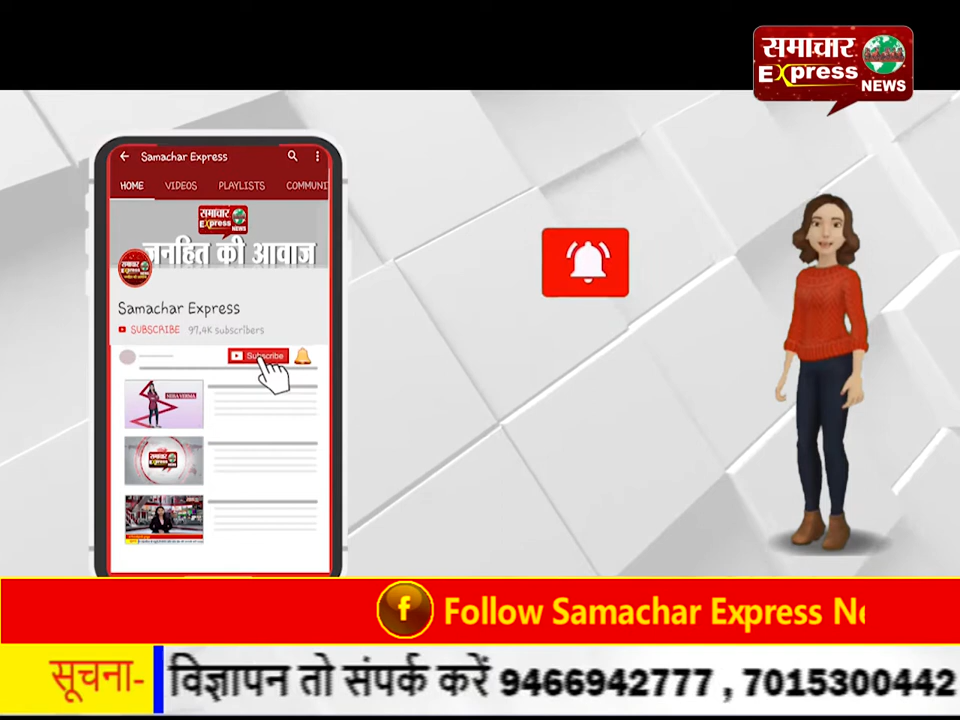 समाचार
Express
NEWS
Samachar Express
HOME VIDEOS PLAYLISTS COMMUNI
समाचार
Express
NEWS
जनहित की आवाज
Samachar Express
SUBSCRIBE 97.4K subscribers
Subscribe
f Follow Samachar Express
सूचना- विज्ञापन तो संपर्क करें 9466942777 , 7015300442